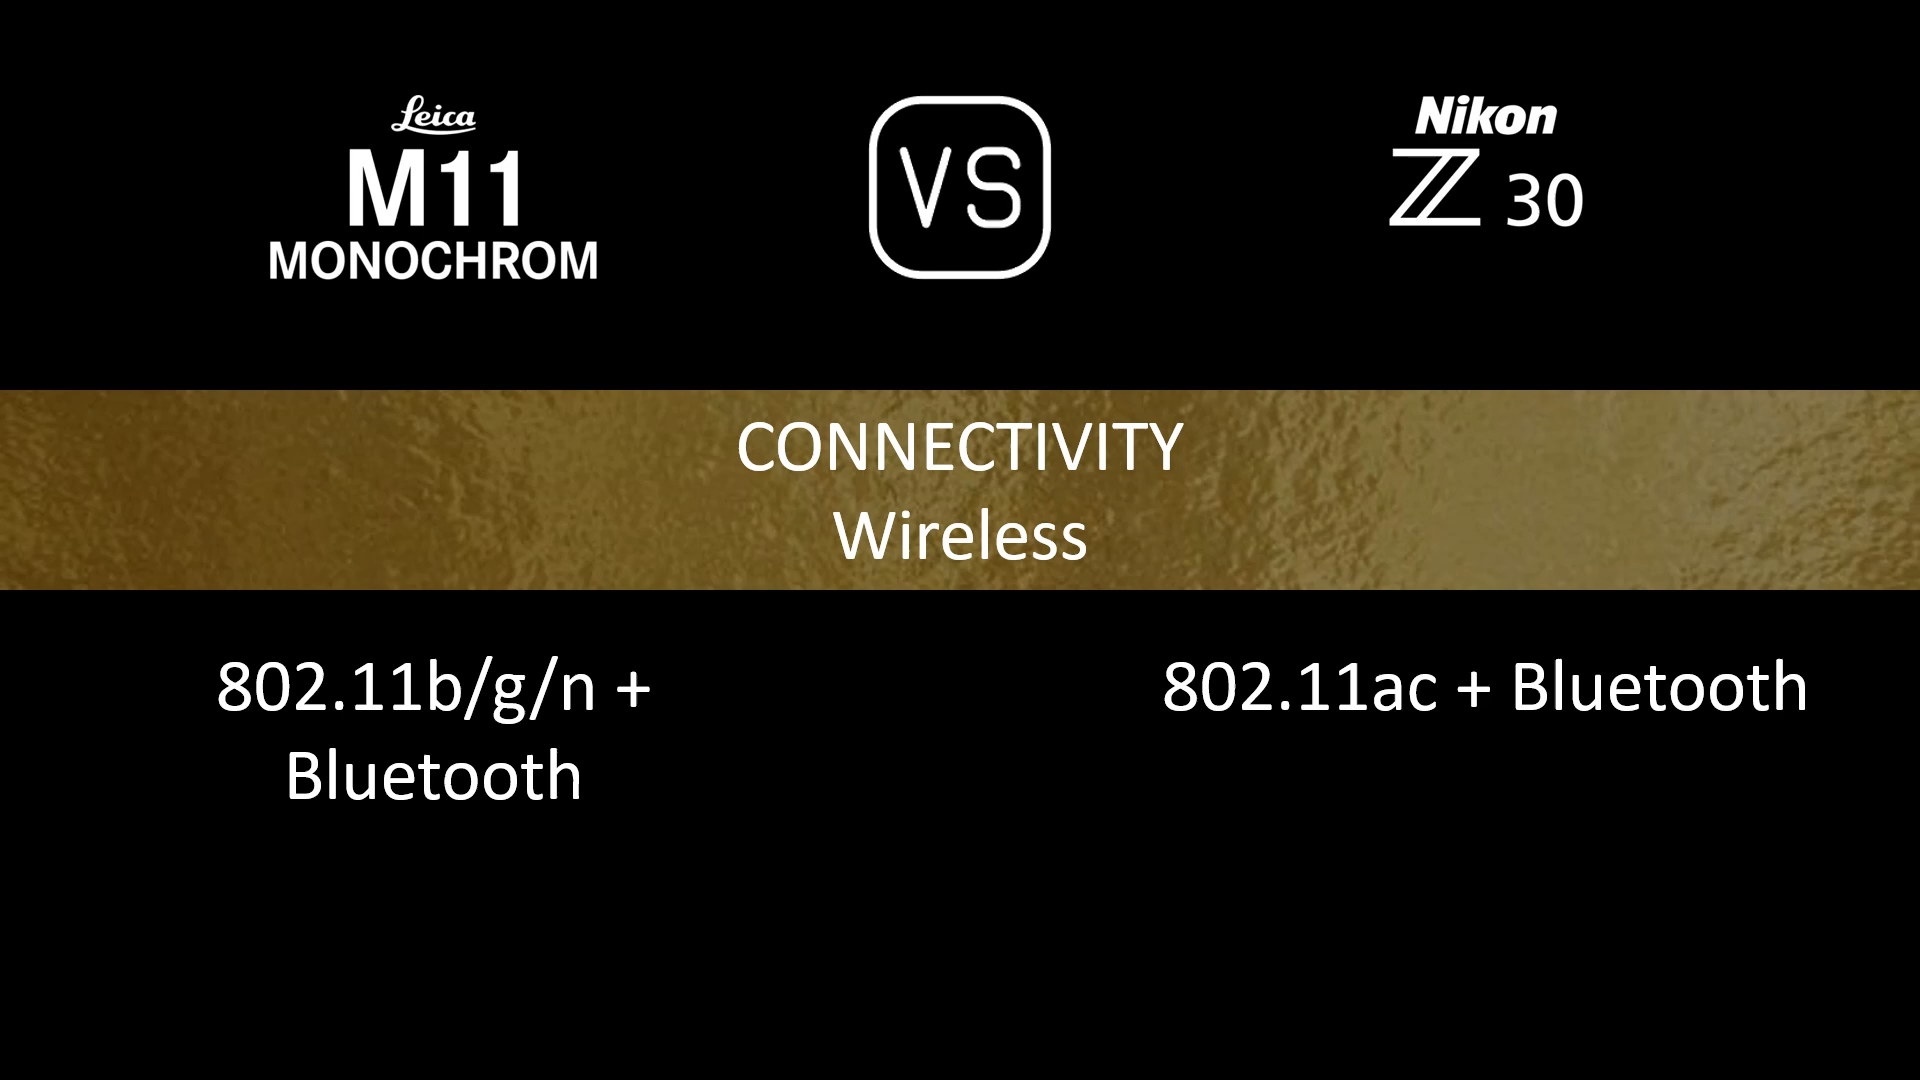 Leica
M11
MONOCHROM
VS
Nikon
Z 30
CONNECTIVITY
Wireless
802.11b/g/n +
Bluetooth
802.11ac + Bluetooth